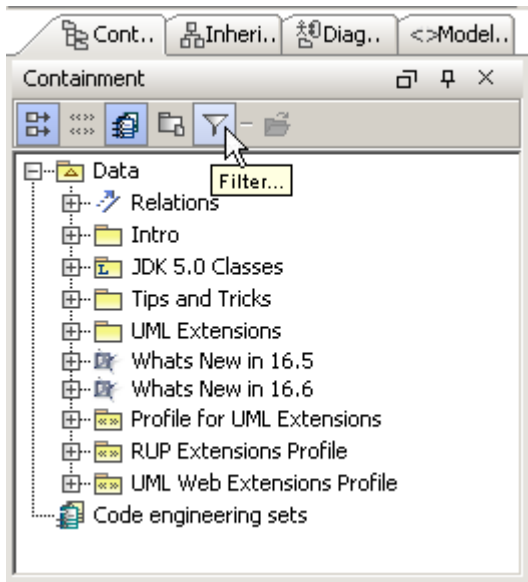 Cont.. Inheri.. Diag.. <>Model..
Containment
Filter...
Data
Relations
Intro
L JDK 5.0 Classes
Tips and Tricks
UML Extensions
Whats New in 16.5
Whats New in 16.6
«» Profile for UML Extensions
«» RUP Extensions Profile
«» UML Web Extensions Profile
Code engineering sets